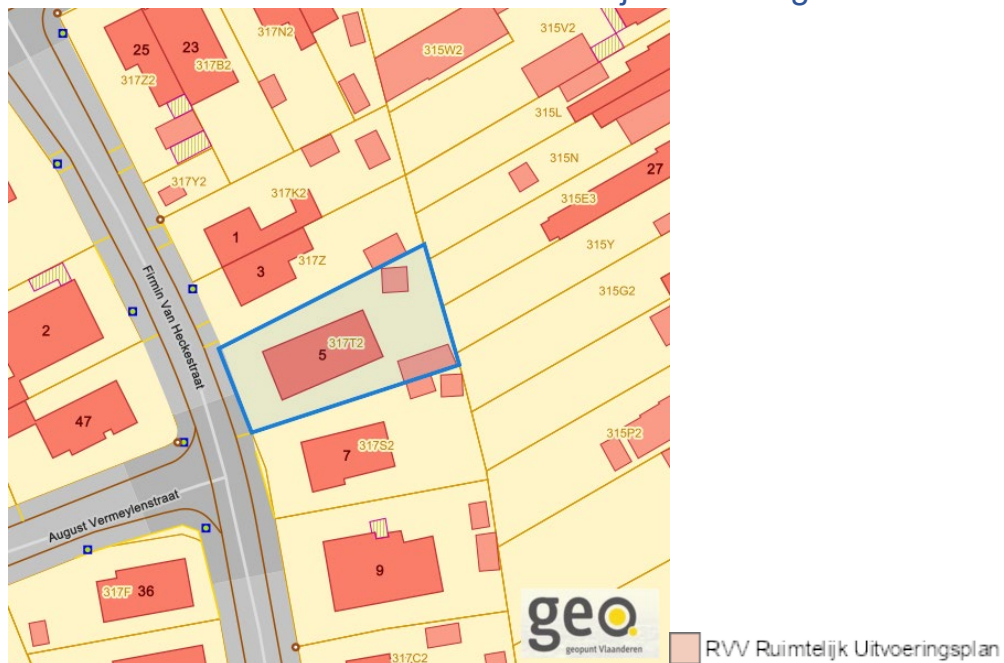 25
23
317N2
315V2
315W2
317B2
317Z2
315L
315N
27
317Y2
317K2
315E3
1
315Y
3
317Z
315G2
Firmin Van Heckestraat
2
5
317T2
47
315P2
7
317S2
August Vermeylenstraat
9
317F
36
geo
geopunt Vlaanderen
317C2
RVV Ruimtelijk Uitvoeringsplan